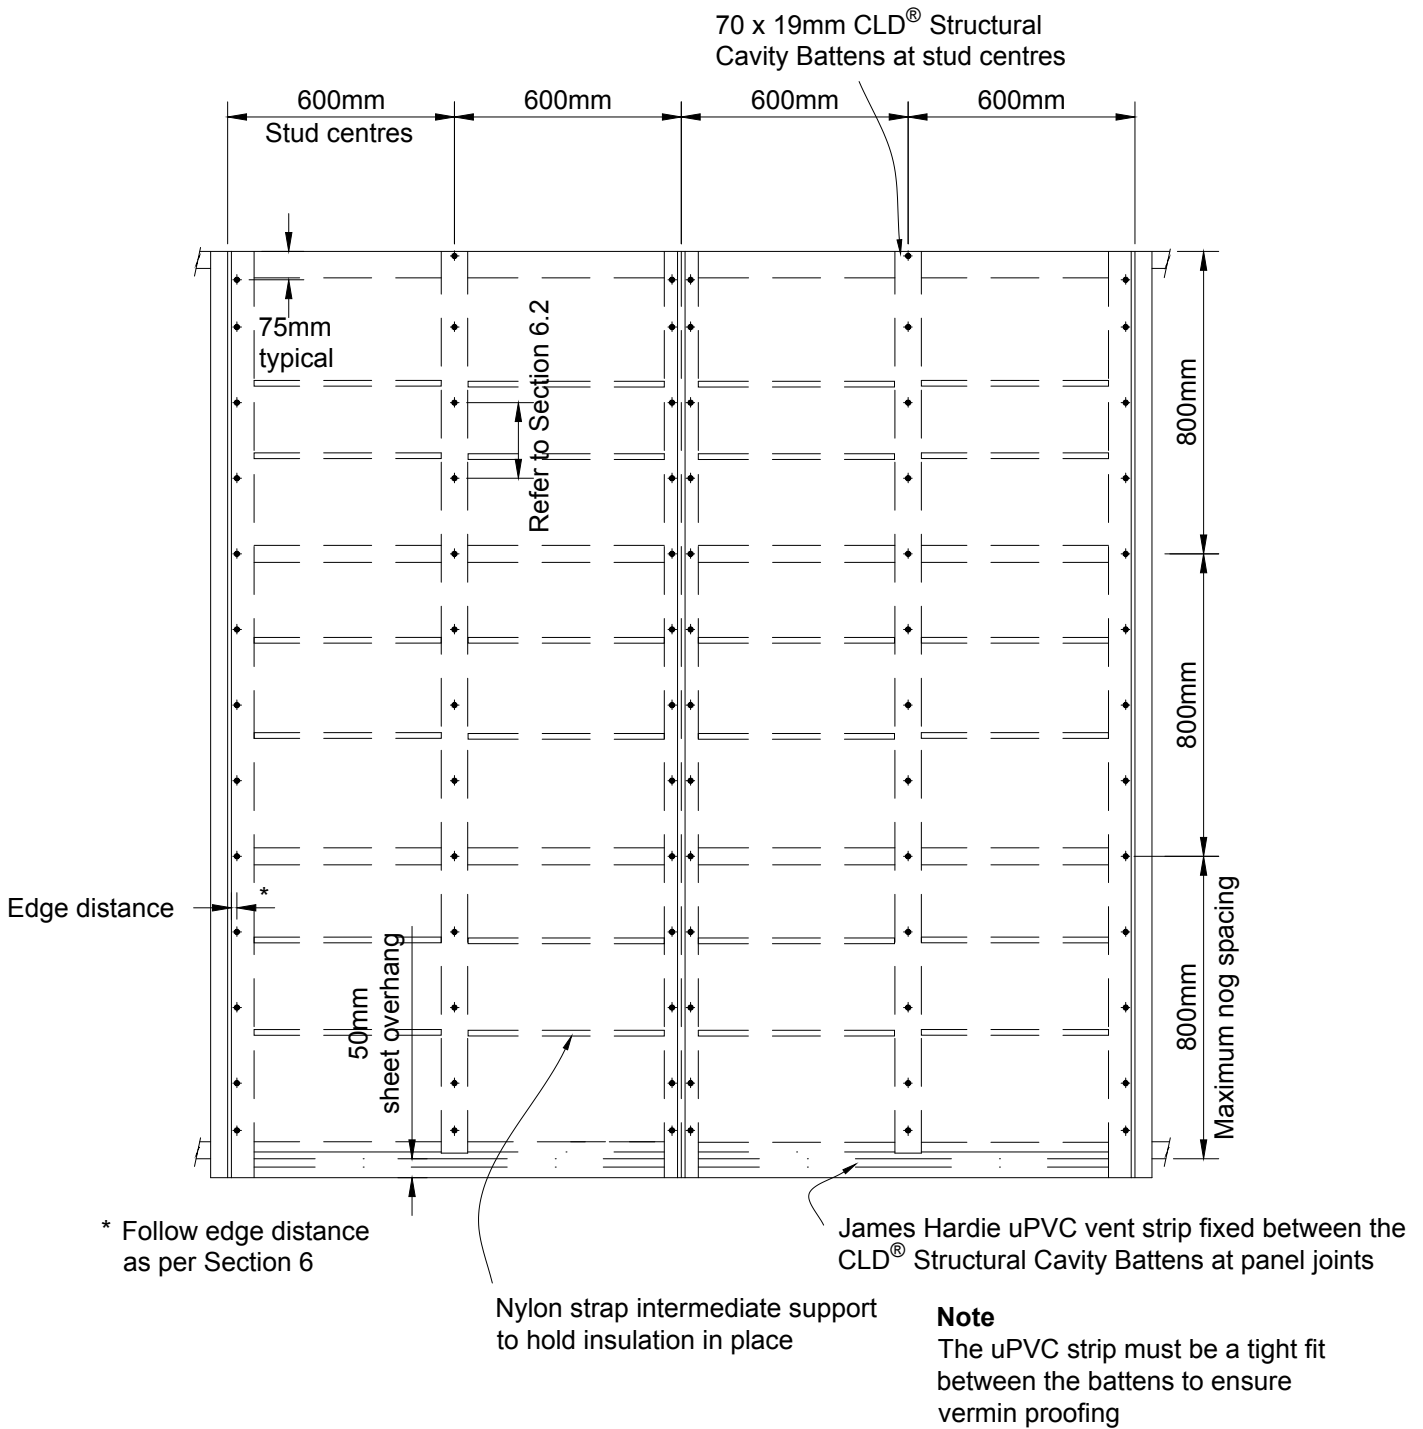 70 x 19mm CLD® Structural
Cavity Battens at stud centres
600mm
600mm
600mm
600mm
Stud centres
75mm
typical
Refer to Section 6.2
800mm
800mm
800mm
Maximum nog spacing
Edge distance
*
50mm
sheet overhang
* Follow edge distance
as per Section 6
James Hardie uPVC vent strip fixed between the
CLD® Structural Cavity Battens at panel joints
Nylon strap intermediate support
to hold insulation in place
Note
The uPVC strip must be a tight fit
between the battens to ensure
vermin proofing